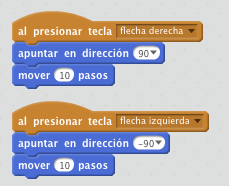 al presionar tecla flecha derecha
apuntar en dirección 90
mover 10 pasos
al presionar tecla flecha izquierda
apuntar en dirección -90
mover 10 pasos